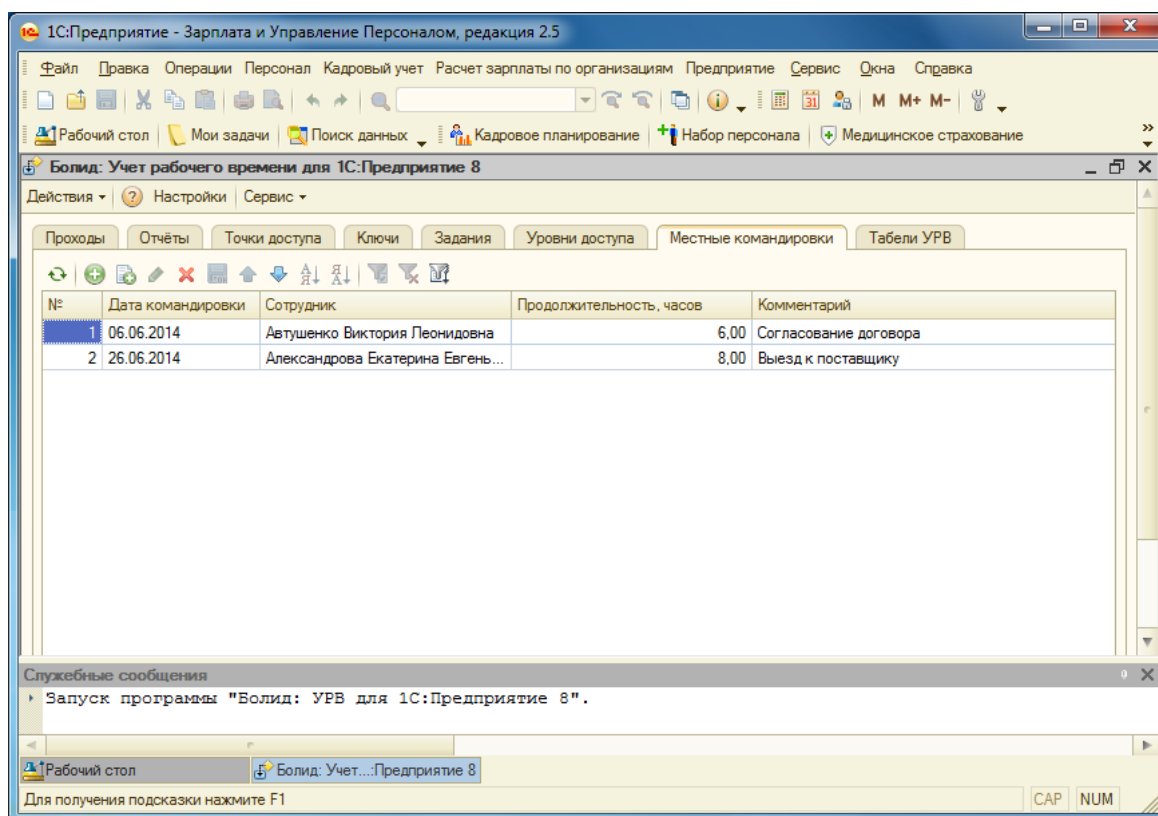 1С:Предприятие - Зарплата и Управление Персоналом, редакция 2.5
Файл Правка Операции Персонал Кадровый учет Расчет зарплаты по организациям Предприятие Сервис Окна Справка
M M+ M-
Рабочий стол Мои задачи Поиск данных Кадровое планирование Набор персонала Медицинское страхование
Болид: Учет рабочего времени для 1С:Предприятие 8
Действия Настройки Сервис
Проходы Отчёты Точки доступа Ключи Задания Уровни доступа Местные командировки Табели УРВ
№ Дата командировки Сотрудник Продолжительность, часов Комментарий
1 06.06.2014 Автушенко Виктория Леонидовна 6,00 Согласование договора
2 26.06.2014 Александрова Екатерина Евгень... 8,00 Выезд к поставщику
Служебные сообщения
Запуск программы "Болид: УРВ для 1С:Предприятие 8".
Рабочий стол Болид: Учет...:Предприятие 8
Для получения подсказки нажмите F1 CAP NUM